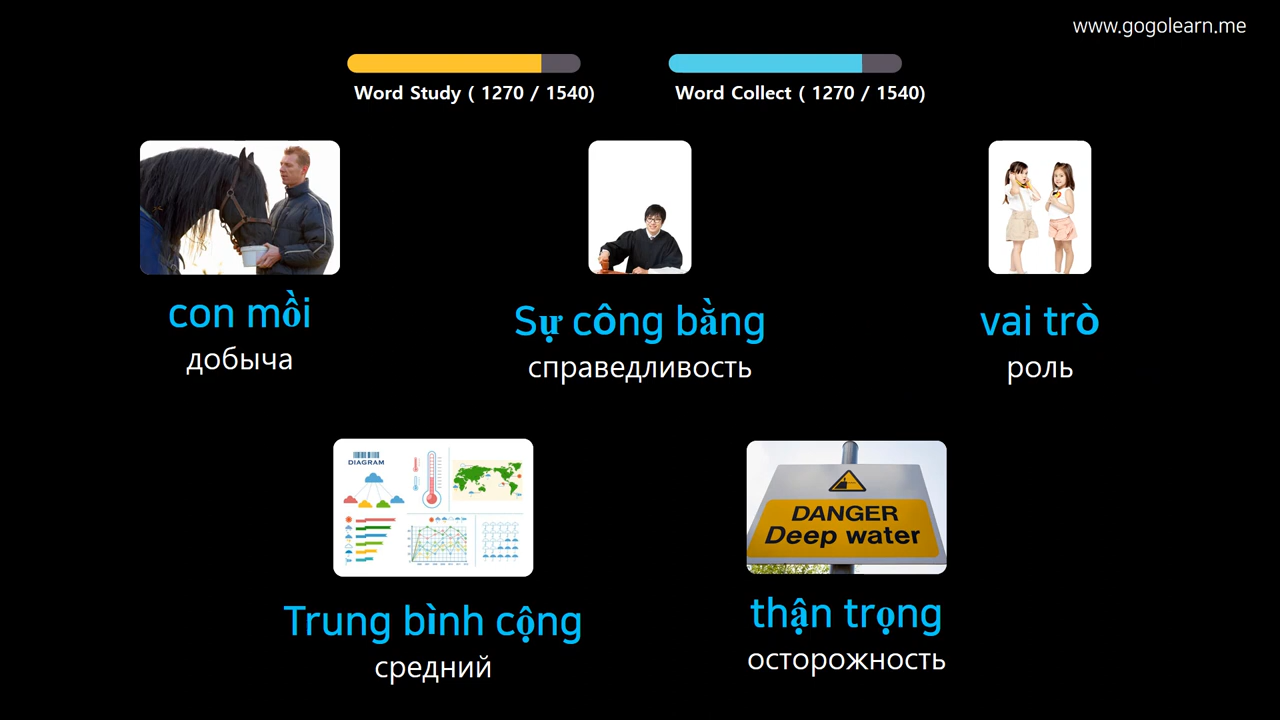 www.gogolearn.me
Word Study ( 1270 / 1540)
Word Collect ( 1270 / 1540)
con mồi
добыча
Sự công bằng
справедливость
vai trò
роль
DIAGRAM
Trung bình cộng
средний
DANGER
Deep water
thận trọng
осторожность